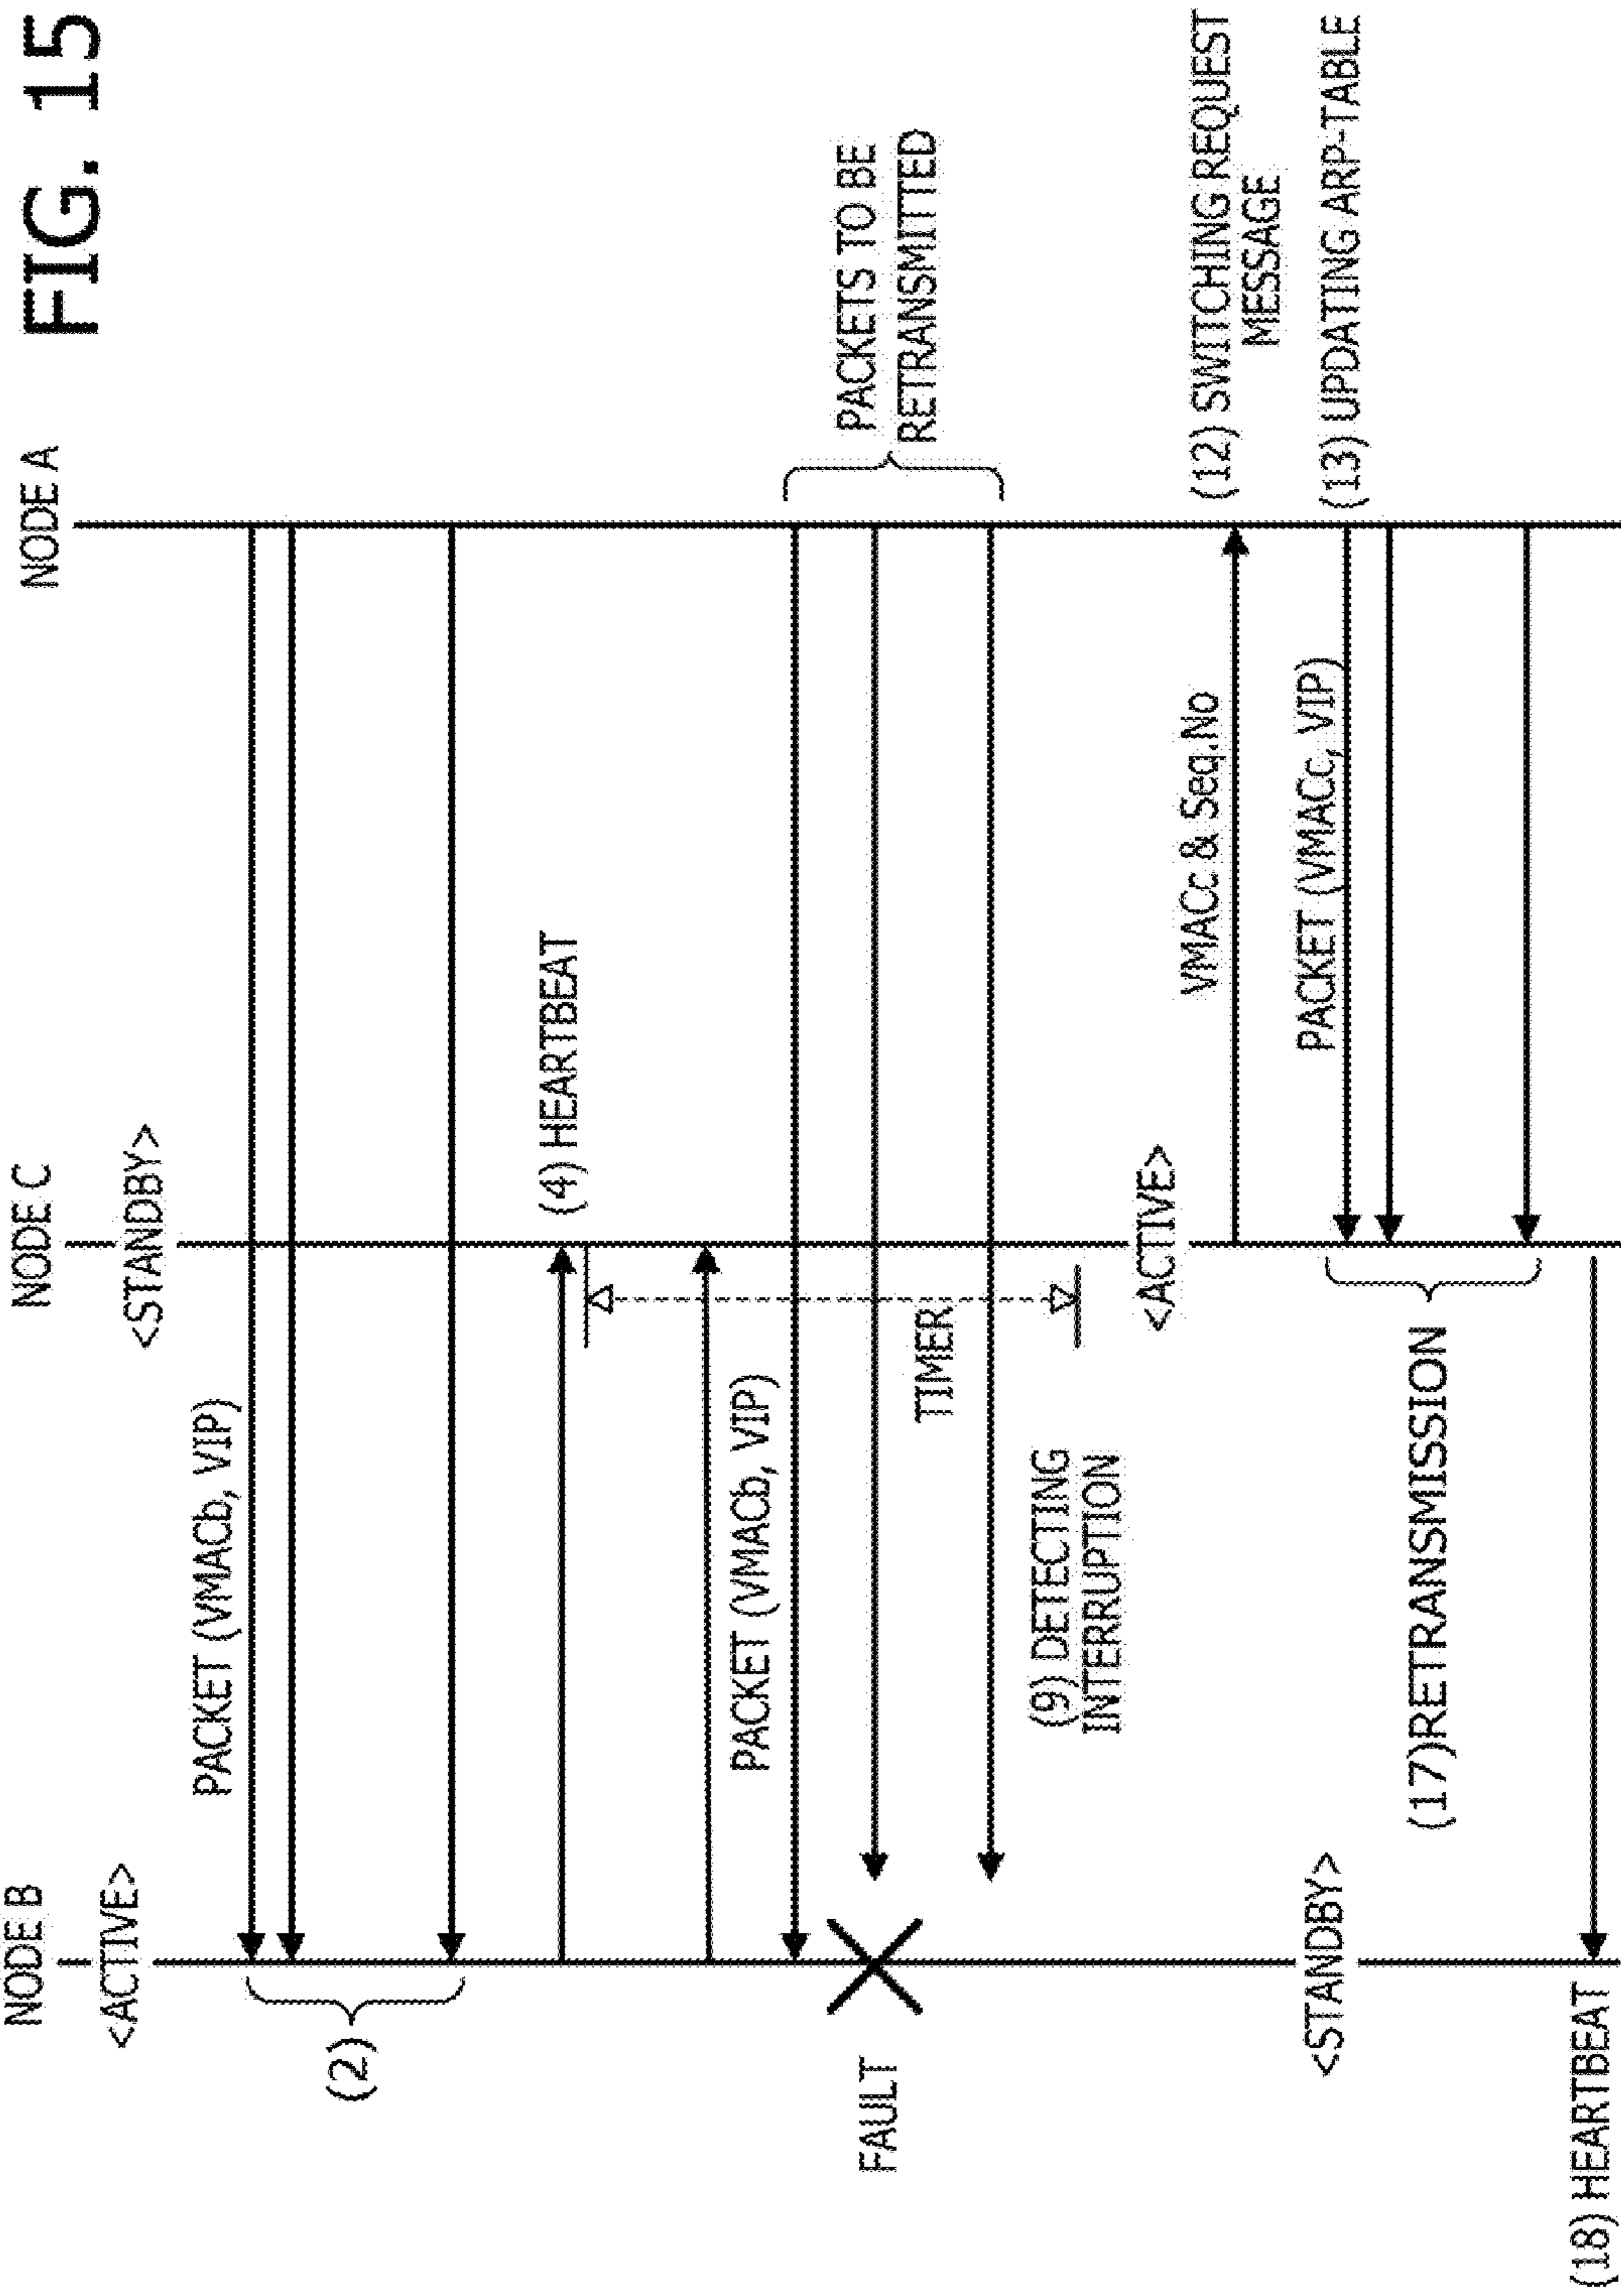 FIG. 15
NODE B
NODE C
NODE A
<ACTIVE>
<STANDBY>
PACKET (VMACb, VIP)
(2)
(4) HEARTBEAT
PACKET (VMACb, VIP)
FAULT
TIMER
PACKETS TO BE
RETRANSMITTED
(9) DETECTING
INTERRUPTION
<ACTIVE>
VMACc & Seq.No
(12) SWITCHING REQUEST
MESSAGE
<STANDBY>
PACKET (VMACc, VIP)
(13) UPDATING ARP-TABLE
(17)RETRANSMISSION
(18) HEARTBEAT